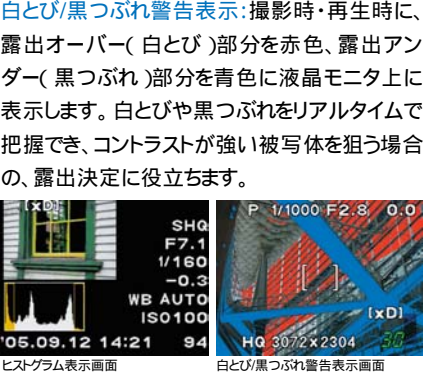 白とび/黒つぶれ警告表示：撮影時・再生時に、
露出オーバー(白とび)部分を赤色、露出アン
ダー(黒つぶれ)部分を青色に液晶モニタ上に
表示します。白とびや黒つぶれをリアルタイムで
把握でき、コントラストが強い被写体を狙う場合
の、露出決定に役立ちます。
[xD]
SHQ
F7.1
1/160
-0.3
WB AUTO
ISO100
'05.09.12 14:21 94
P 1/1000 F2.8 0.0
[xD]
HQ 3072×2304 30
ヒストグラム表示画面
白とび/黒つぶれ警告表示画面